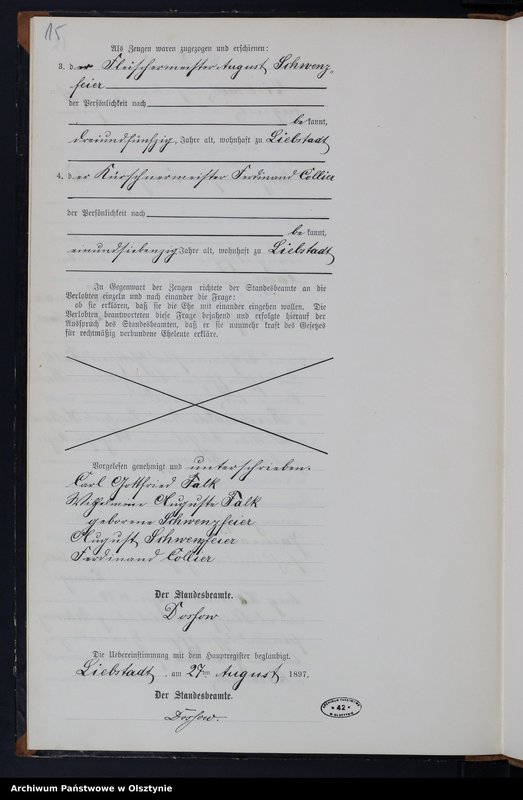 15
Als Zeugen waren zugezogen und erschienen:
3. der Fleischermeister August Schwenz-
feier
der Persönlichkeit nach
bekannt,
dreiundfünfzig Jahre alt, wohnhaft zu Liebstadt
4. der Kürschnermeister Ferdinand Collier
der Persönlichkeit nach
bekannt,
einundsiebenzig Jahre alt, wohnhaft zu Liebstadt
In Gegenwart der Zeugen richtete der Standesbeamte an die
Verlobten einzeln und nach einander die Frage:
ob sie erklären, daß sie die Ehe mit einander eingehen wollen. Die
Verlobten beantworteten diese Frage bejahend und erfolgte hierauf der
Ausspruch des Standesbeamten, daß er sie nunmehr kraft des Gesetzes
für rechtmäßig verbundene Eheleute erkläre.
Vorgelesen genehmigt und unterschrieben.
Carl Gottfried Falk
Wilhelmine Auguste Falk
geborene Schwenzfeier
August Schwenzfeier
Ferdinand Collier
Der Standesbeamte.
Dossow
Die Uebereinstimmung mit dem Hauptregister beglaubigt.
Liebstadt, am 27ten August 1897.
Der Standesbeamte.
Dossow.
42
Archiwum Państwowe w Olsztynie